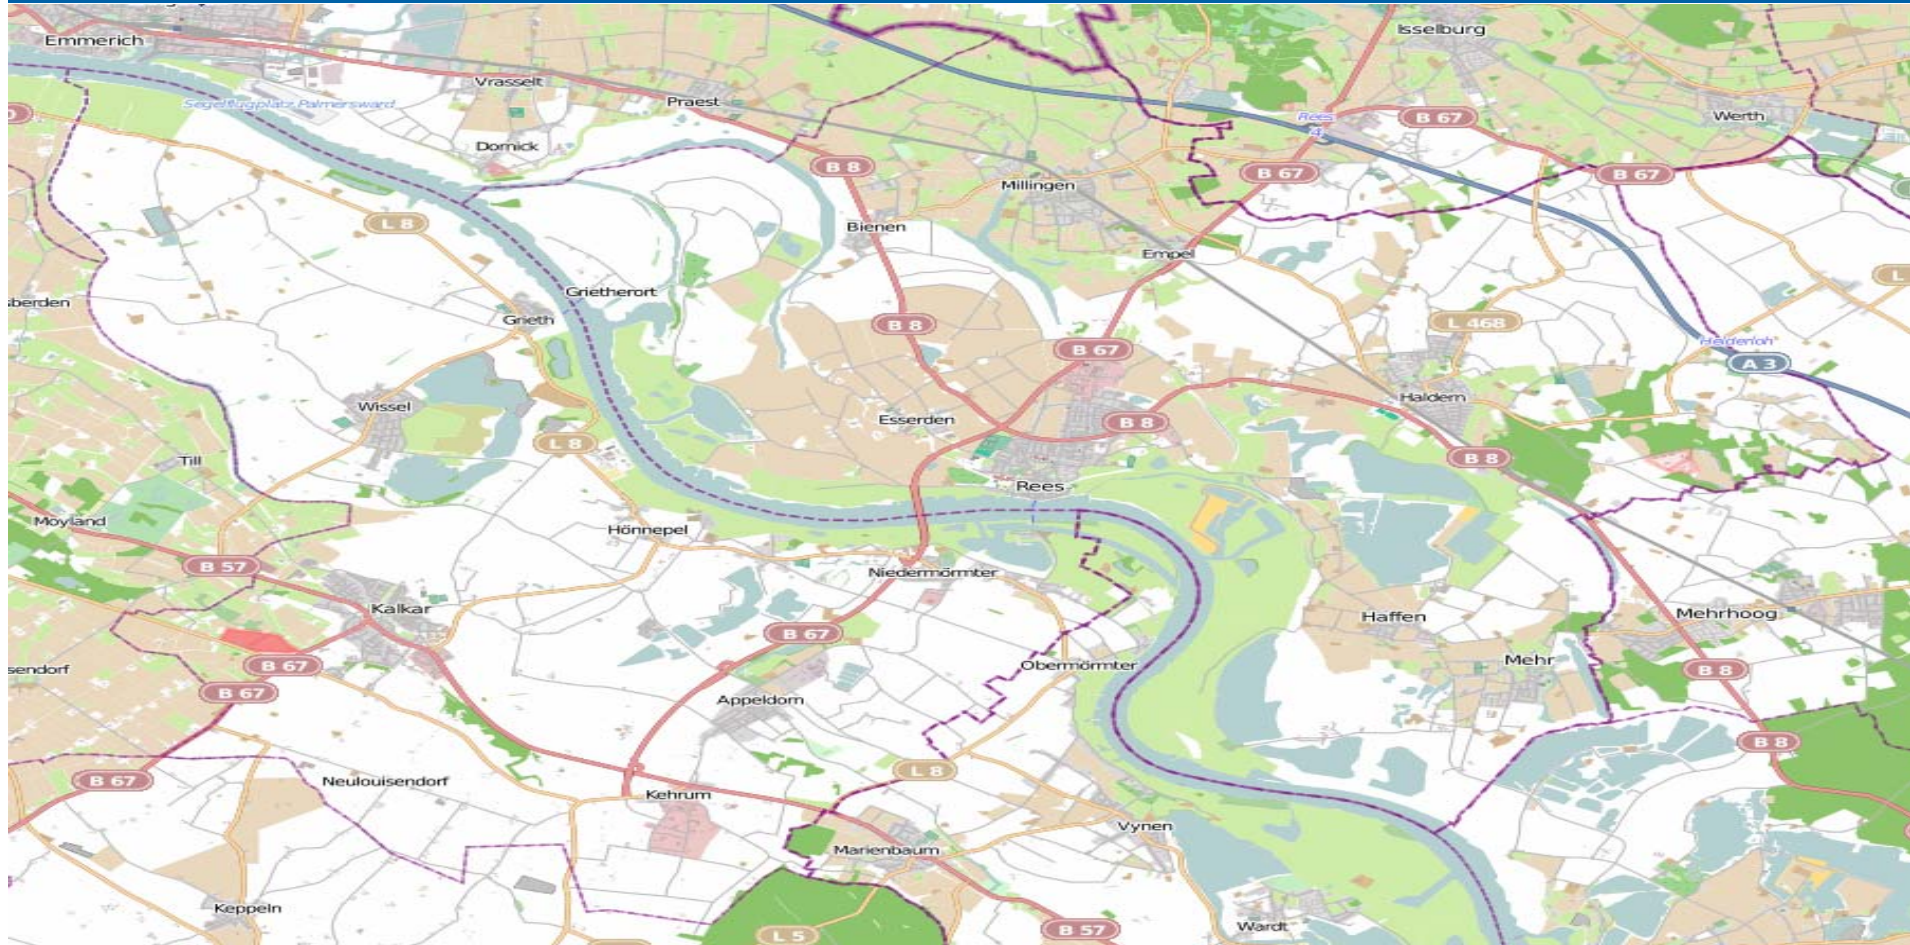 Emmerich
Isselburg
Vrasselt
Praest
Segelflugplatz Palmersward
Rees
4
B 67
Werth
Dornick
B 8
B 67
B 67
Millingen
L 8
Bienen
Empel
Grietherort
Grieth
B 8
L 468
L
sberden
B 67
Heiderloh
A 3
Wissel
Esserden
B 8
Haldern
L 8
Till
B 8
Rees
Moyland
Hönnepel
B 57
Niedermörmter
Kalkar
Haffen
Mehrhoog
B 67
B 67
Obermörmter
Mehr
B 8
sendorf
B 67
Appeldorn
B 8
L 8
B 67
Neulouisendorf
Kehrum
Vynen
Marienbaum
Keppeln
L 5
B 57
Wardt